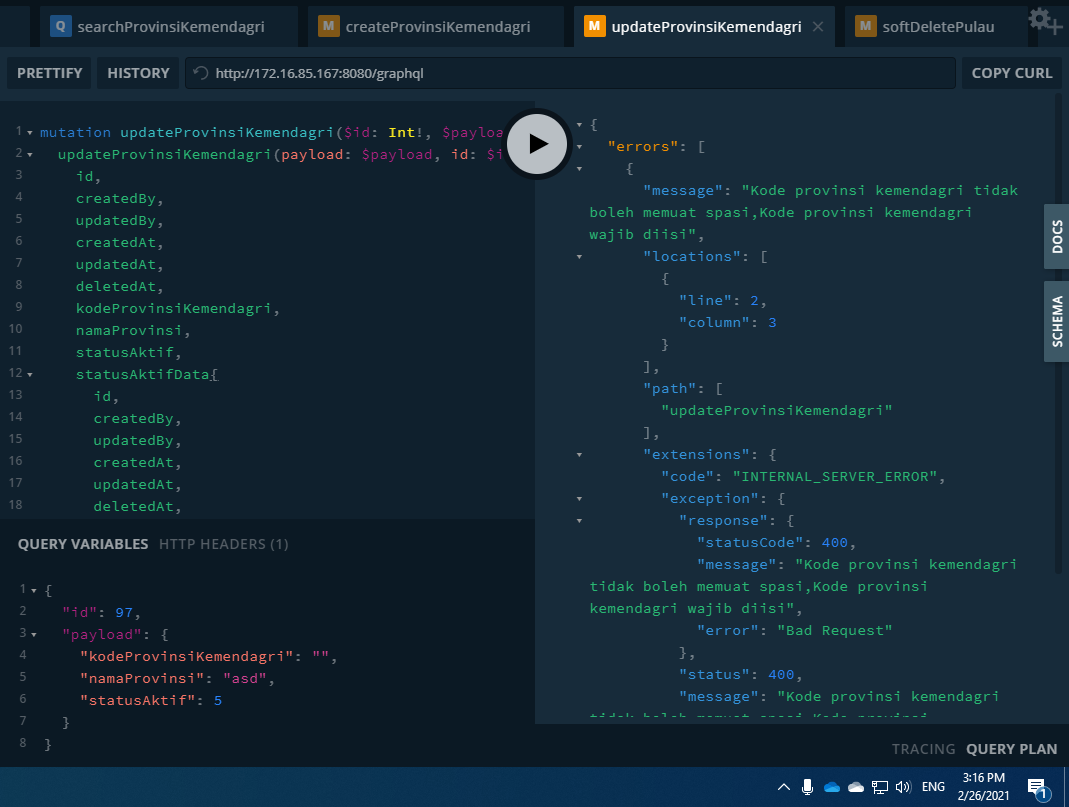 Q searchProvinsiKemendagri M createProvinsiKemendagri M updateProvinsiKemendagri × M softDeletePulau +
PRETTIFY HISTORY http://172.16.85.167:8080/graphql COPY CURL
1 mutation updateProvinsiKemendagri($id: Int!, $payloa
2 updateProvinsiKemendagri(payload: $payload, id: $i
3 id,
4 createdBy,
5 updatedBy,
6 createdAt,
7 updatedAt,
8 deletedAt,
9 kodeProvinsiKemendagri,
10 namaProvinsi,
11 statusAktif,
12 statusAktifData{
13 id,
14 createdBy,
15 updatedBy,
16 createdAt,
17 updatedAt,
18 deletedAt,
QUERY VARIABLES HTTP HEADERS (1)
1 {
2 "id": 97,
3 "payload": {
4 "kodeProvinsiKemendagri": "",
5 "namaProvinsi": "asd",
6 "statusAktif": 5
7 }
8 }
{
"errors": [
{
"message": "Kode provinsi kemendagri tidak
boleh memuat spasi,Kode provinsi kemendagri
wajib diisi",
"locations": [
{
"line": 2,
"column": 3
}
],
"path": [
"updateProvinsiKemendagri"
],
"extensions": {
"code": "INTERNAL_SERVER_ERROR",
"exception": {
"response": {
"statusCode": 400,
"message": "Kode provinsi kemendagri
tidak boleh memuat spasi,Kode provinsi
kemendagri wajib diisi",
"error": "Bad Request"
},
"status": 400,
"message": "Kode provinsi kemendagri
tidak boleh memuat spasi,Kode provinsi
DOCS
SCHEMA
TRACING QUERY PLAN
ENG
3:16 PM
2/26/2021
1